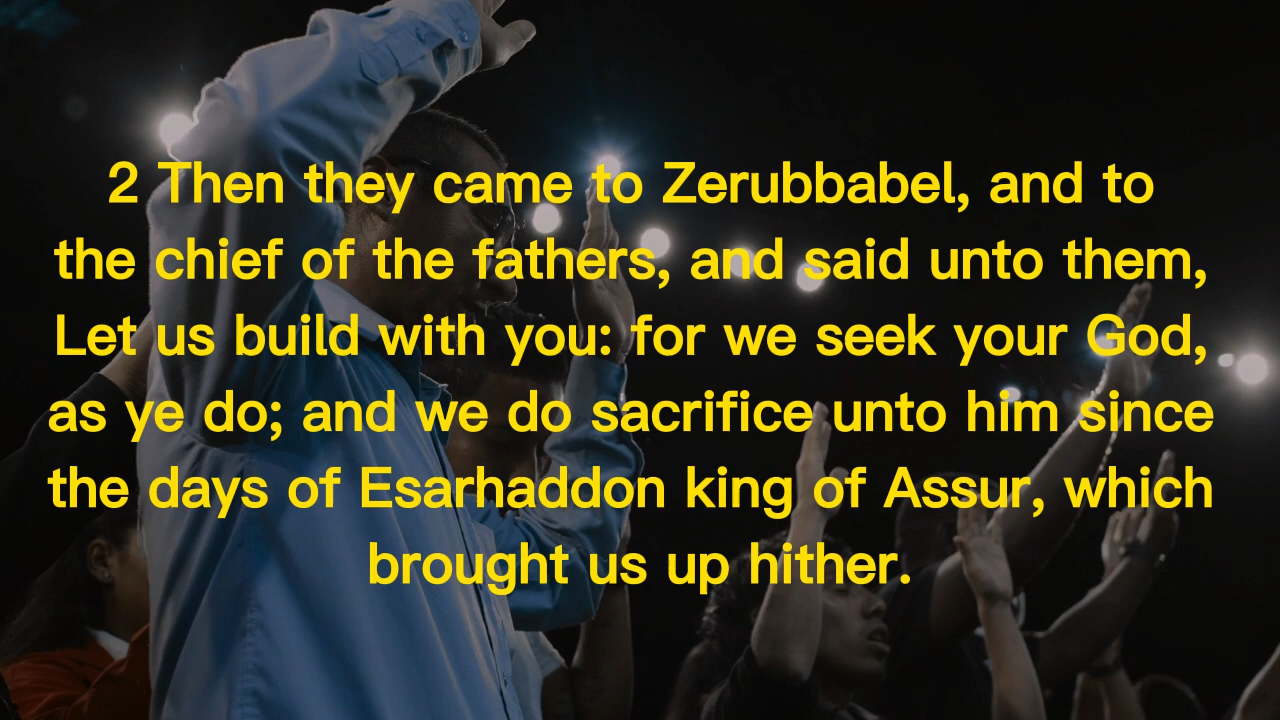 2 Then they came to Zerubbabel, and to
the chief of the fathers, and said unto them,
Let us build with you: for we seek your God,
as ye do; and we do sacrifice unto him since
the days of Esarhaddon king of Assur, which
brought us up hither.